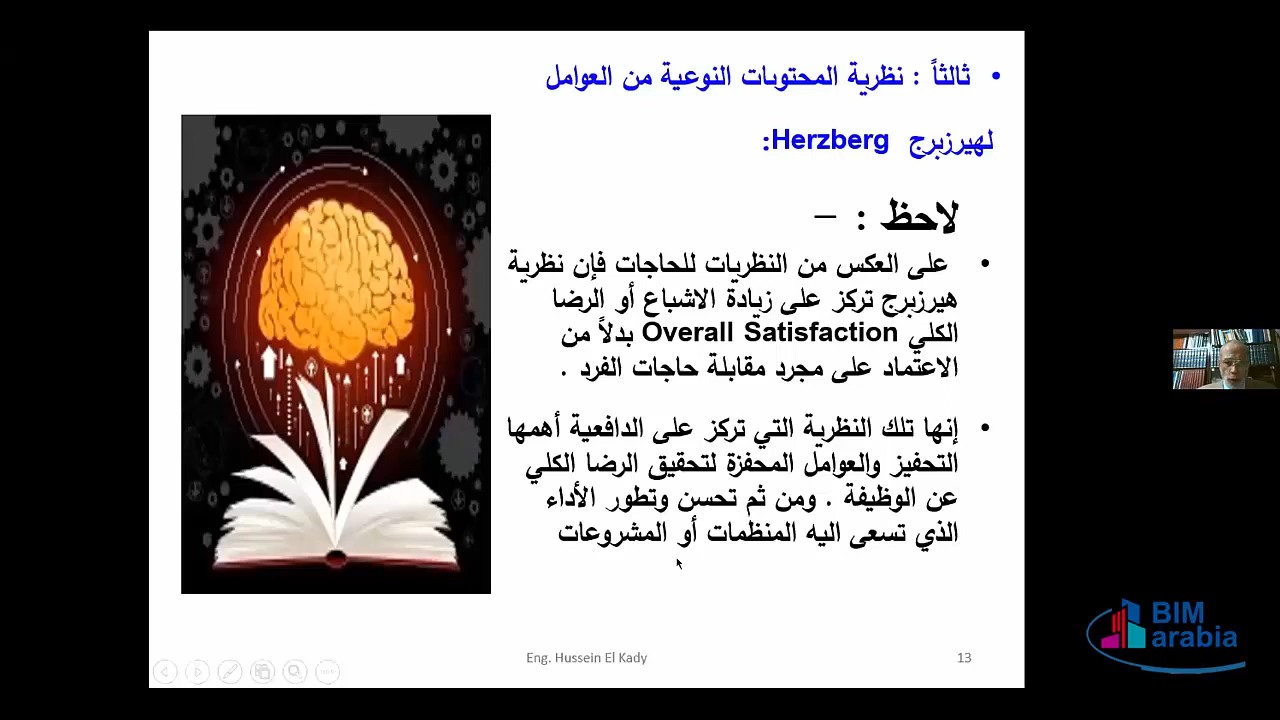 • ثالثاً : نظرية المحتويات النوعية من العوامل
لهيرزبرج Herzberg:
لاحظ : –
• على العكس من النظريات للحاجات فإن نظرية
هيرزبرج تركز على زيادة الاشباع أو الرضا
الكلي Overall Satisfaction بدلاً من
الاعتماد على مجرد مقابلة حاجات الفرد .
• إنها تلك النظرية التي تركز على الدافعية أهمها
التحفيز والعوامل المحفزة لتحقيق الرضا الكلي
عن الوظيفة . ومن ثم تحسن وتطور الأداء
الذي تسعى اليه المنظمات أو المشروعات
Eng. Hussein El Kady
13
BIM
arabia